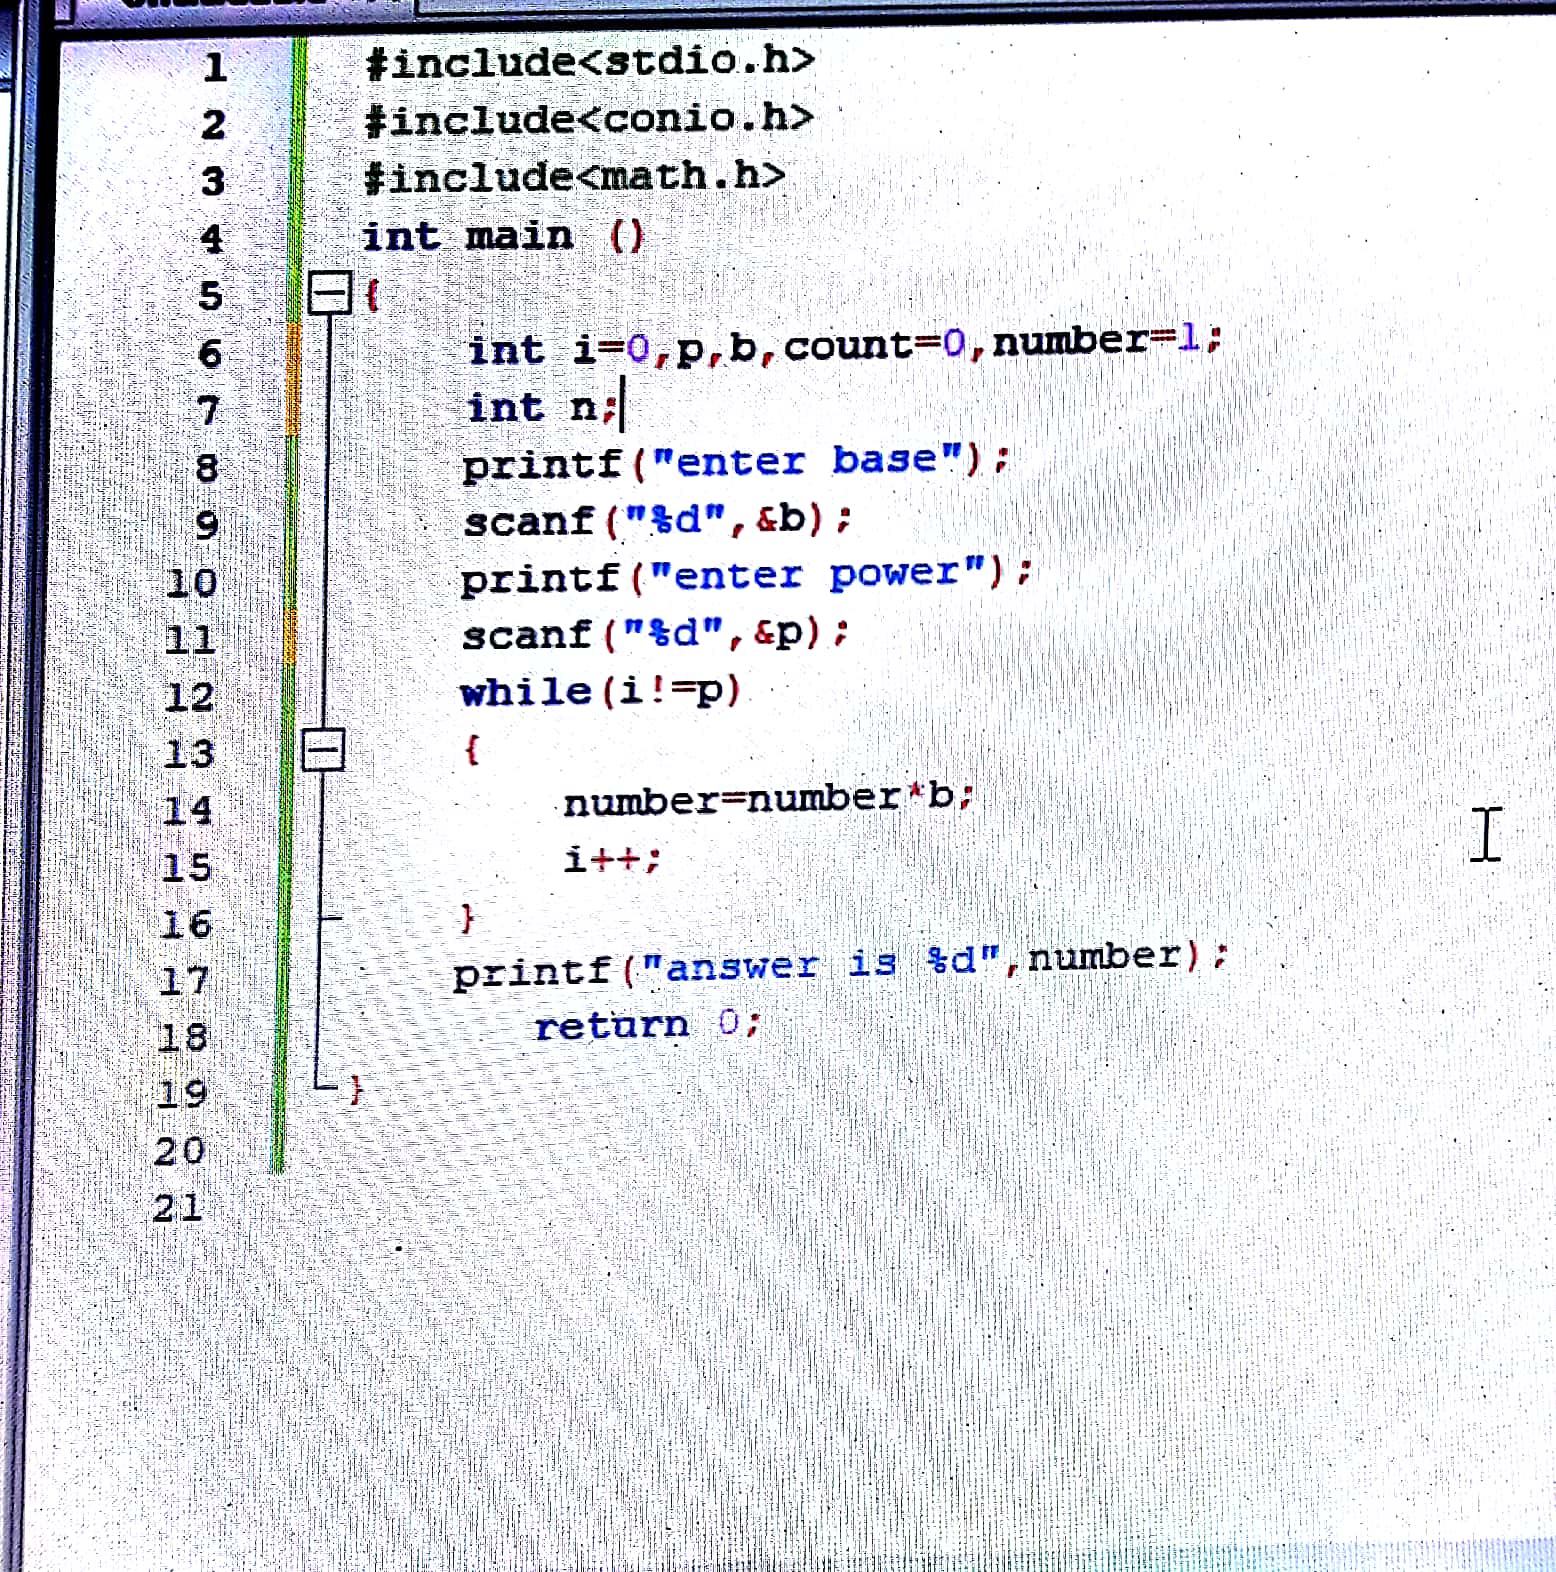 1 #include<stdio.h>
2 #include<conio.h>
3 #include<math.h>
4 int main ()
5 {
6 int i=0,p,b,count=0,number=1;
7 int n;
8 printf("enter base");
9 scanf("%d",&b);
10 printf("enter power");
11 scanf("%d",&p);
12 while(i!=p)
13 {
14 number=number*b;
15 i++;
16 }
17 printf("answer is %d",number);
18 return 0;
19 }
20
21